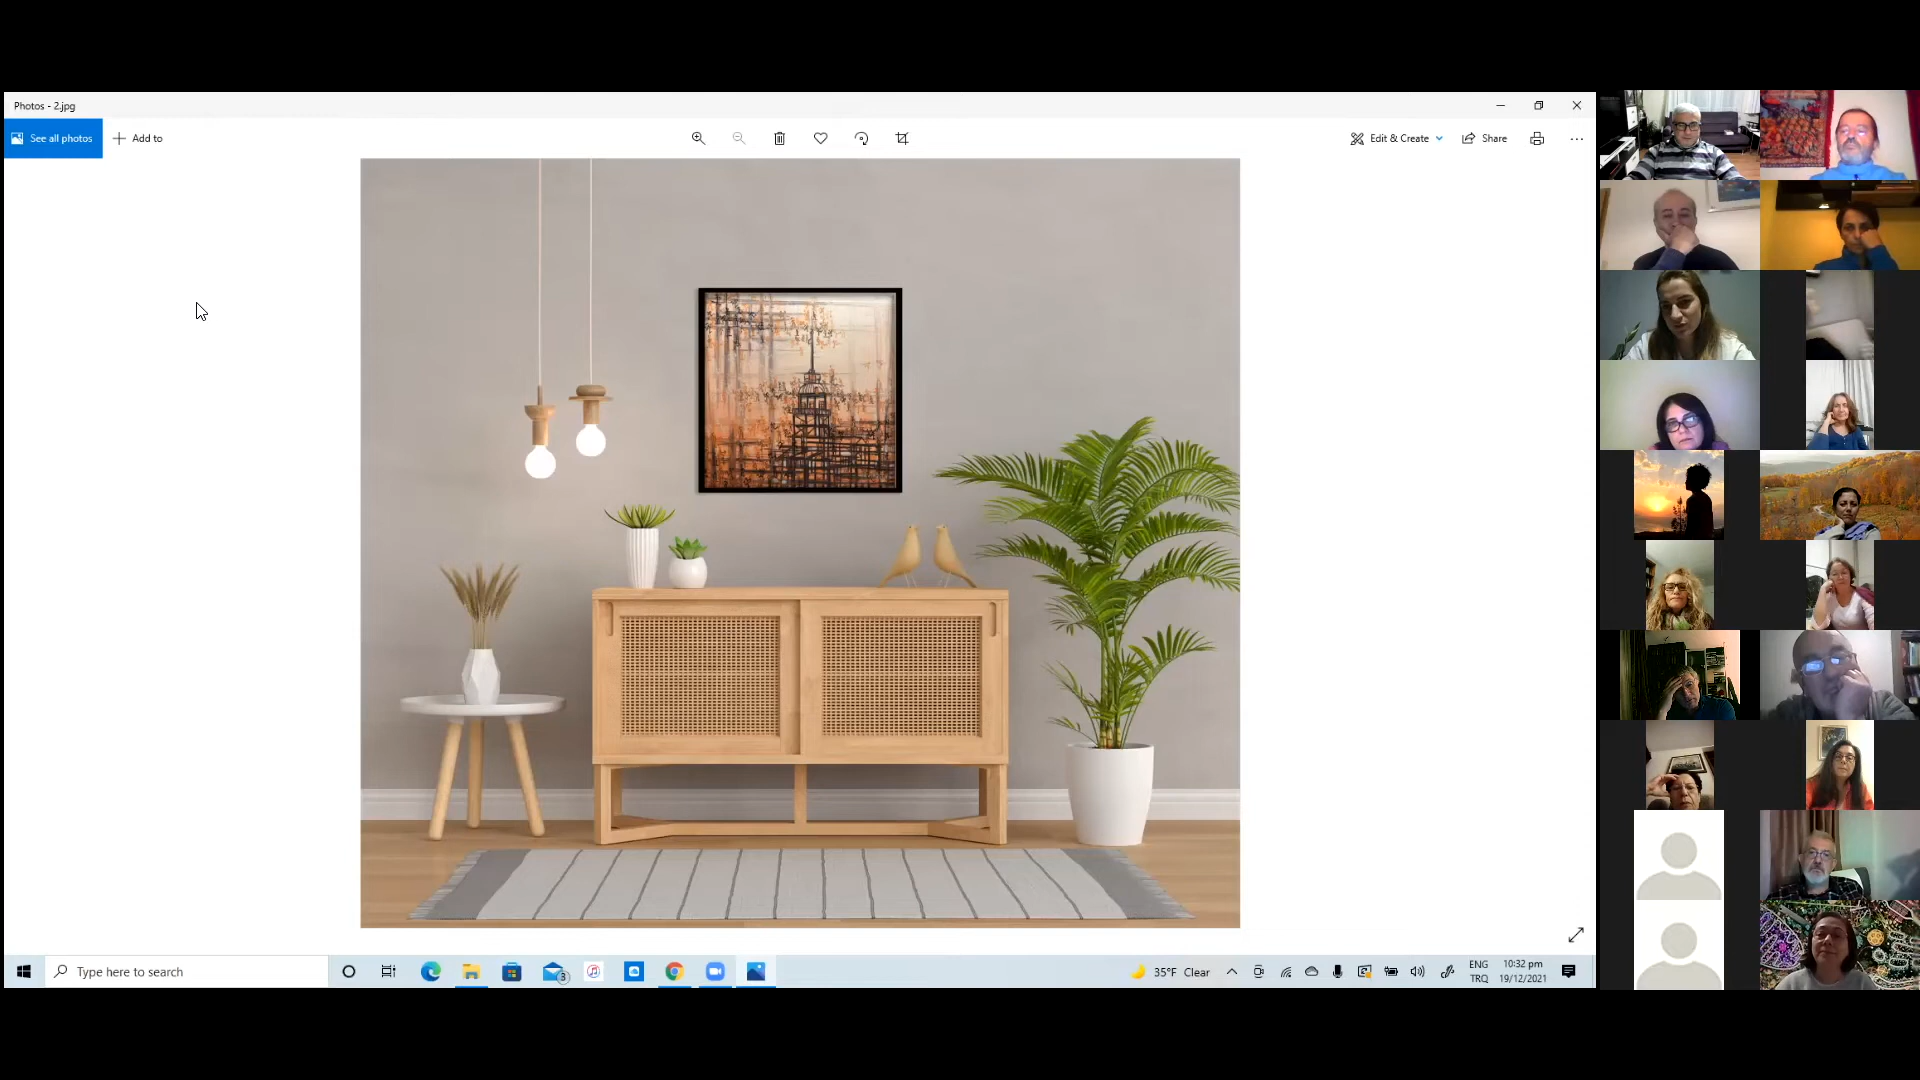 Photos - 2.jpg
See all photos
Add to
Edit & Create
Share
Type here to search
3
35°F Clear
ENG
TRQ
10:32 pm
19/12/2021